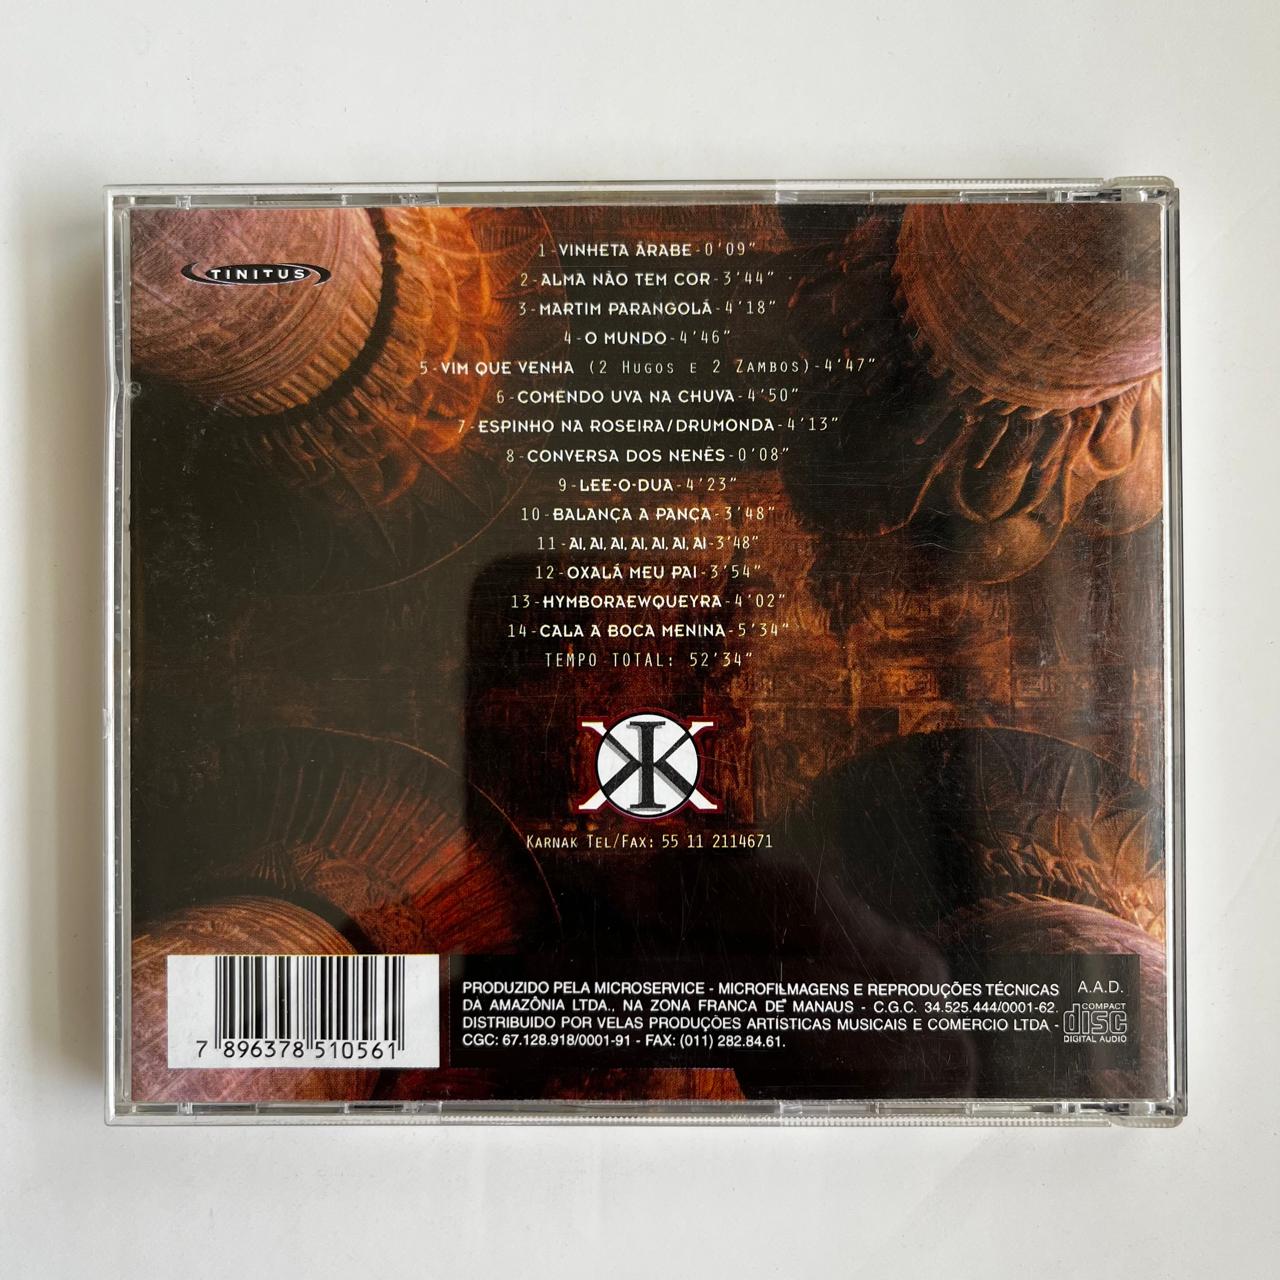 TINITUS
1-VINHETA ÁRABE-0'09"
2-ALMA NÃO TEM COR-3'44"
3-MARTIM PARANGOLÁ-4'18"
4-O MUNDO-4'46"
5-VIM QUE VENHA (2 HUGOS E 2 ZAMBOS)-4'47"
6-COMENDO UVA NA CHUVA-4'50"
7-ESPINHO NA ROSEIRA/DRUMONDA-4'13"
8-CONVERSA DOS NENÊS-0'08"
9-LEE-O-DUA-4'23"
10-BALANÇA A PANÇA-3'48"
11-AI, AI, AI, AI, AI, AI, AI-3'48"
12-OXALÁ MEU PAI-3'54"
13-HYMBORAEWQUEYRA-4'02"
14-CALA A BOCA MENINA-5'34"
TEMPO TOTAL: 52'34"
KARNAK TEL/FAX: 55 11 2114671
7 896378 510561
PRODUZIDO PELA MICROSERVICE - MICROFILMAGENS E REPRODUÇÕES TÉCNICAS
DA AMAZÔNIA LTDA., NA ZONA FRANCA DE MANAUS - C.G.C. 34.525.444/0001-62.
DISTRIBUIDO POR VELAS PRODUÇÕES ARTÍSTICAS MUSICAIS E COMERCIO LTDA -
CGC: 67.128.918/0001-91 - FAX: (011) 282.84.61.
A.A.D.
COMPACT
disc
DIGITAL AUDIO